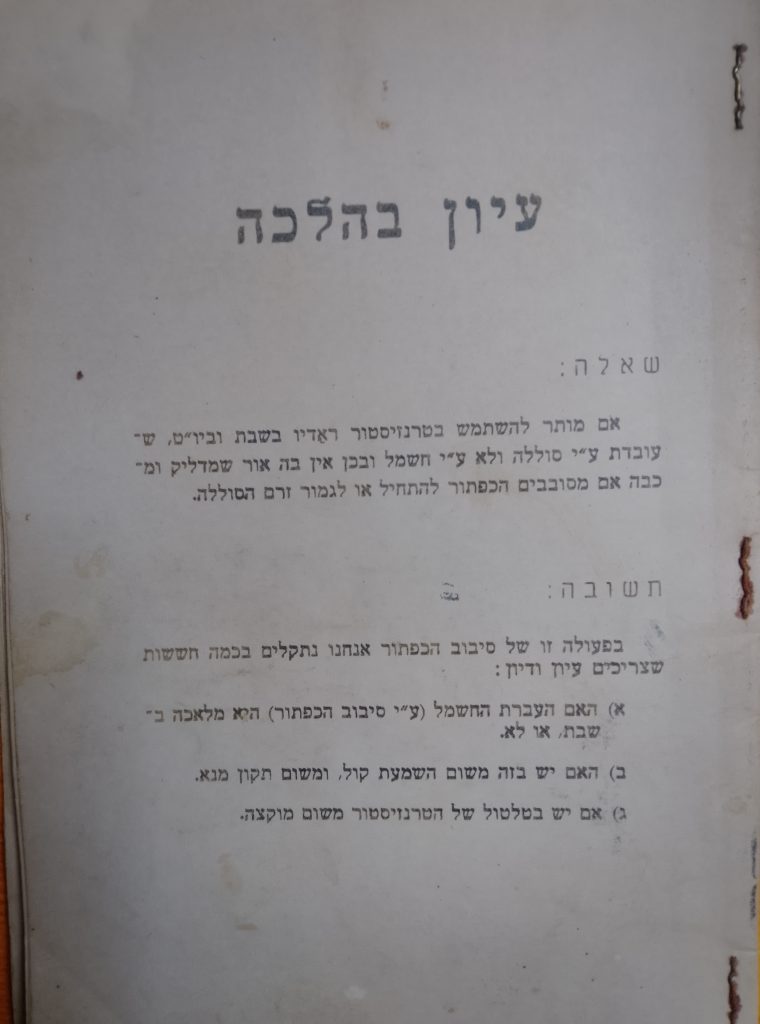 עיון בהלכה
שאלה:
אם מותר להשתמש בטרנזיסטור ראַדיו בשבת וביו״ט, ש־
עובדת ע״י סוללה ולא ע״י חשמל ובכן אין בה אור שמדליק ומ־
כבה אם מסובבים הכפתור להתחיל או לגמור זרם הסוללה.
תשובה:
בפעולה זו של סיבוב הכפתור אנחנו נתקלים בכמה חששות
שצריכים עיון ודיון:
א) האם העברת החשמל (ע״י סיבוב הכפתור) היא מלאכה ב־
שבת, או לא.
ב) האם יש בזה משום השמעת קול, ומשום תקון מנא.
ג) אם יש בטלטול של הטרנזיסטור משום מוקצה.